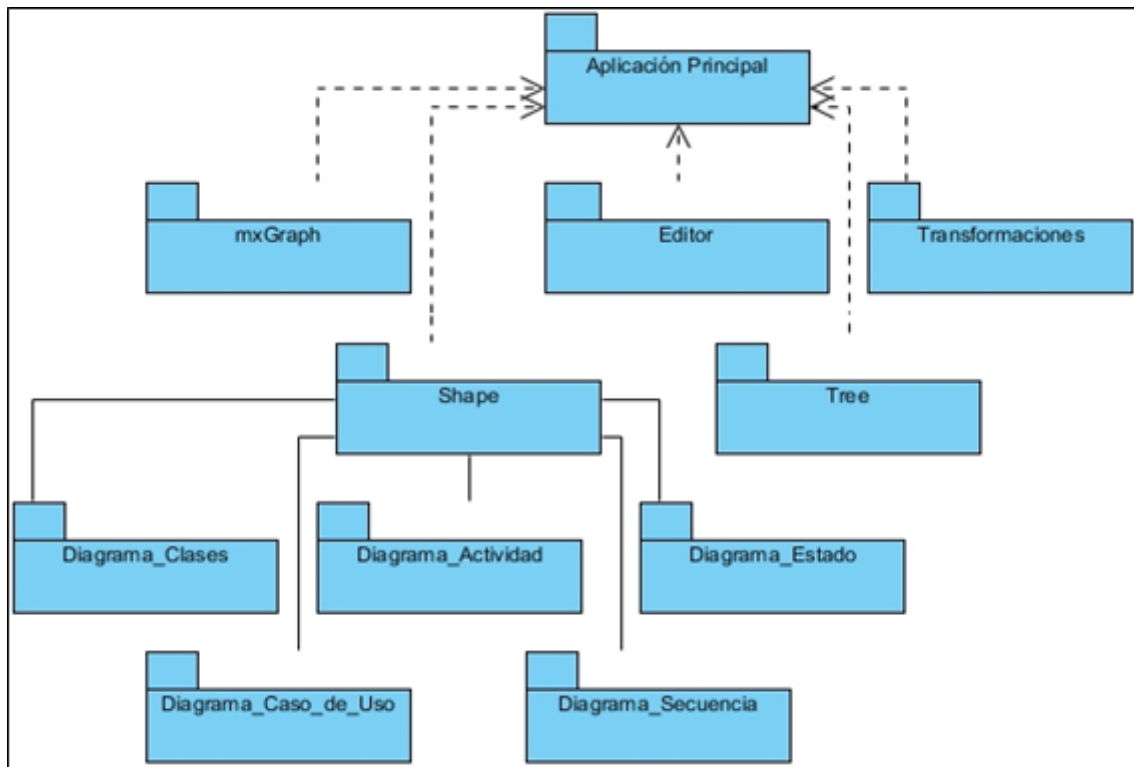 Aplicación Principal
mxGraph
Editor
Transformaciones
Shape
Tree
Diagrama_Clases
Diagrama_Actividad
Diagrama_Estado
Diagrama_Caso_de_Uso
Diagrama_Secuencia